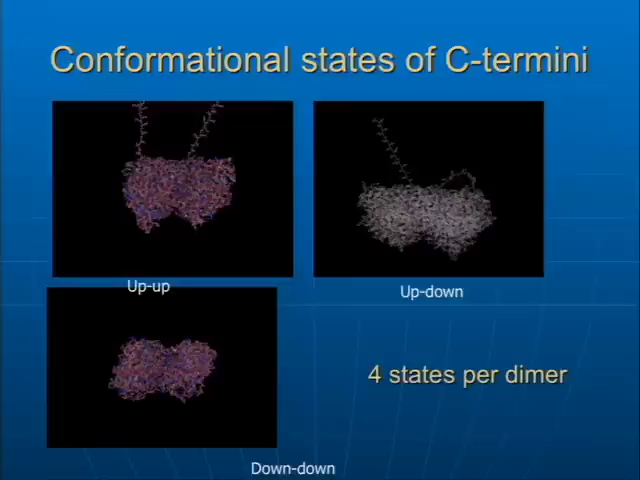 Conformational states of C-termini
Up-up
Up-down
4 states per dimer
Down-down